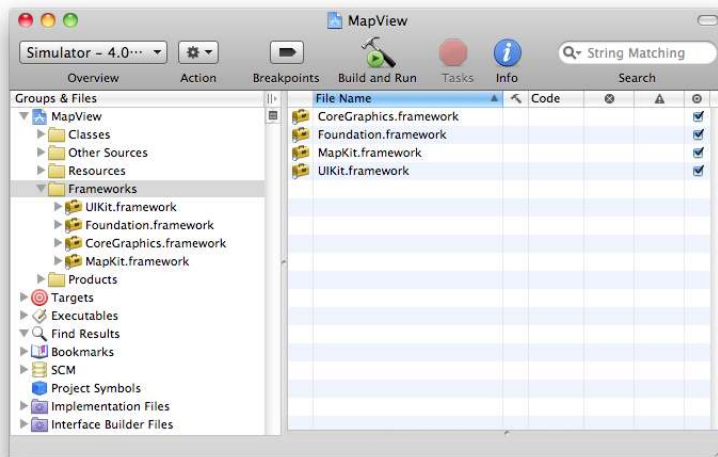 MapView
Simulator - 4.0...
String Matching
Overview
Action
Breakpoints
Build and Run
Tasks
Info
Search
Groups & Files
MapView
Classes
Other Sources
Resources
Frameworks
UIKit.framework
Foundation.framework
CoreGraphics.framework
MapKit.framework
Products
Targets
Executables
Find Results
Bookmarks
SCM
Project Symbols
Implementation Files
Interface Builder Files
File Name
Code
CoreGraphics.framework
Foundation.framework
MapKit.framework
UIKit.framework